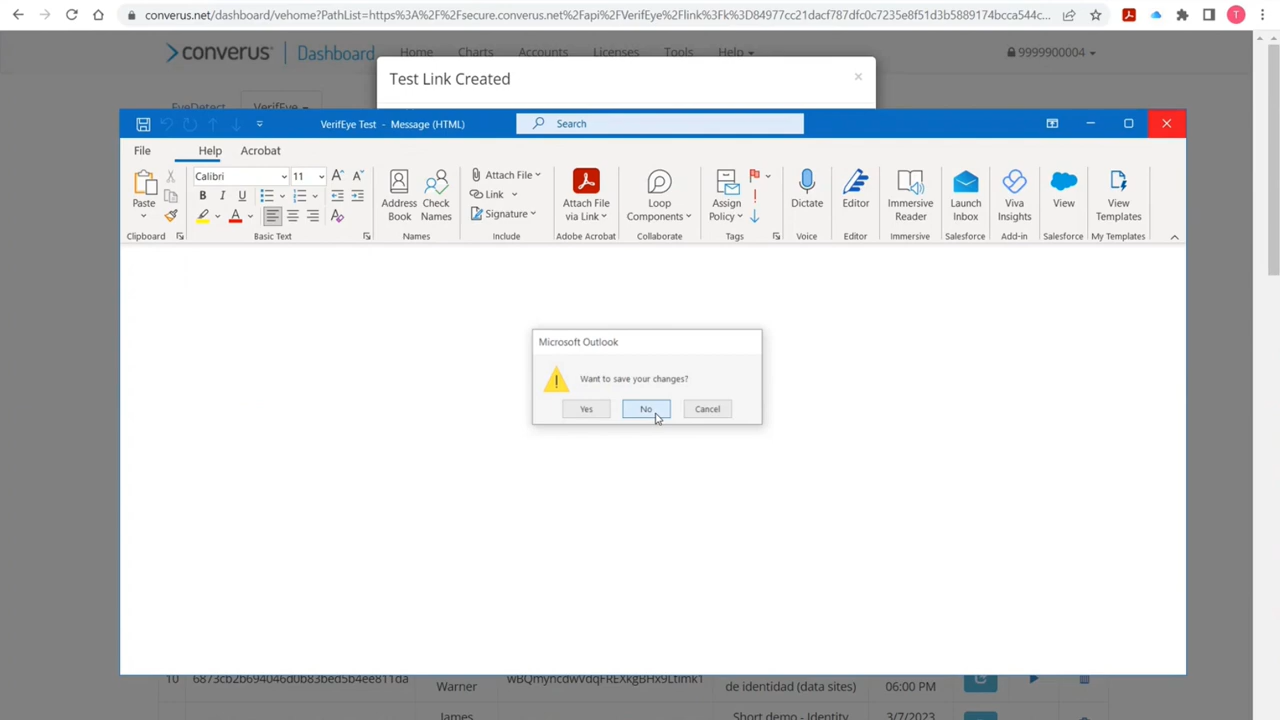 converus.net/dashboard/vehome?PathList=https%3A%2F%2Fsecure.converus.net%2Fapi%2FVerifEye%2Flink%3Fk%3D84977cc21dacf787dfc0c7235e8f51d3b5889174bcca544c...
T
converus® Dashboard Home Charts Accounts Licenses Tools Help 9999900004
Test Link Created ×
EyeDetect VerifEye
VerifEye Test - Message (HTML) Search
File Help Acrobat
Paste Calibri 11 B I U A Address Book Check Names Attach File Link Signature Attach File via Link Loop Components Assign Policy Dictate Editor Immersive Reader Launch Inbox Viva Insights View View Templates
Clipboard Basic Text Names Include Adobe Acrobat Collaborate Tags Voice Editor Immersive Salesforce Add-in Salesforce My Templates
Microsoft Outlook
Want to save your changes?
Yes No Cancel
10 6873cb2b694046d0b83bed5b4ee811da Warner wBQmyncdwVdqFREXkgBHx9Ltimk1 de identidad (data sites) 06:00 PM
James Short demo - Identity 3/7/2023